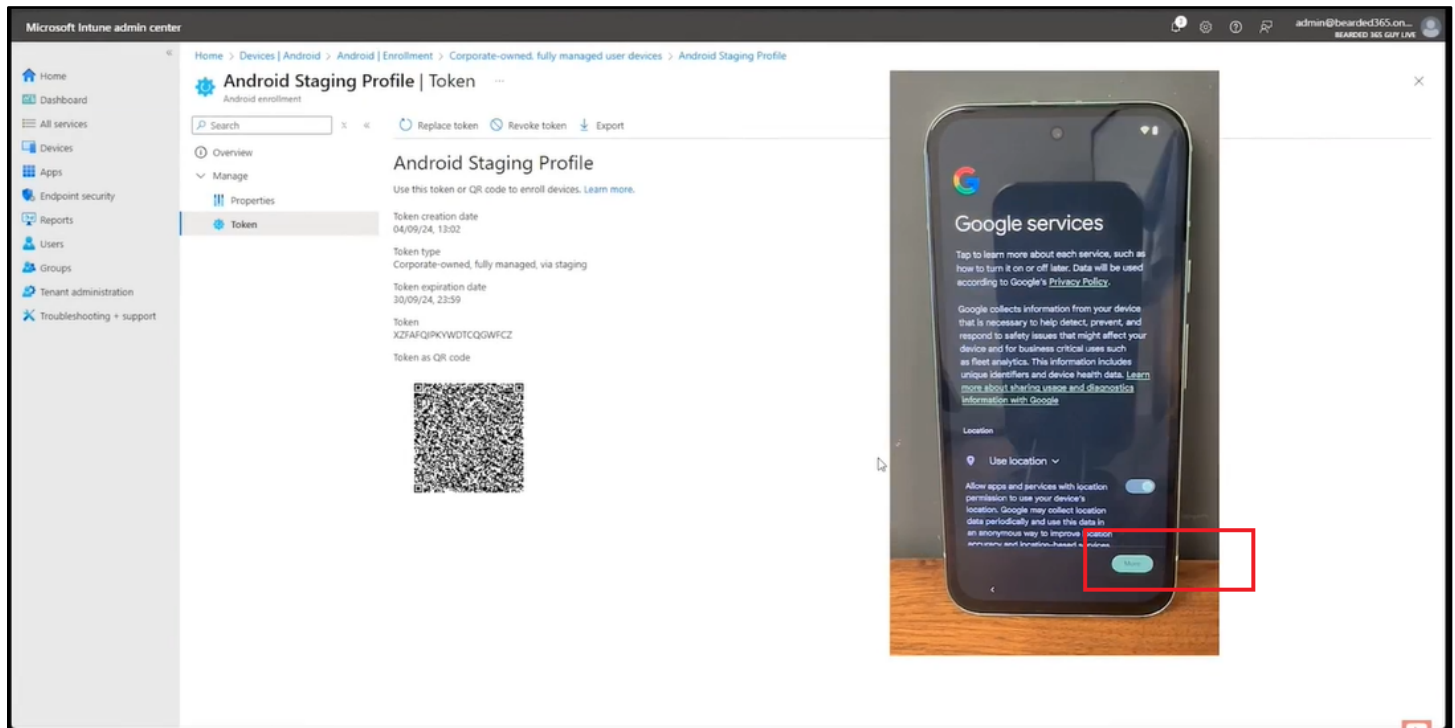 Microsoft Intune admin center
admin@bearded365.on...
BEARDED 365 GUY LIVE
Home > Devices | Android > Android | Enrollment > Corporate-owned, fully managed user devices > Android Staging Profile
Home
Dashboard
All services
Devices
Apps
Endpoint security
Reports
Users
Groups
Tenant administration
Troubleshooting + support
Android Staging Profile | Token ...
Android enrollment
Search
Overview
Manage
Properties
Token
Replace token
Revoke token
Export
Android Staging Profile
Use this token or QR code to enroll devices. Learn more.
Token creation date
04/09/24, 13:02
Token type
Corporate-owned, fully managed, via staging
Token expiration date
30/09/24, 23:59
Token
XZFAFQIPKYWDTCQGWFCZ
Token as QR code
Google services
Tap to learn more about each service, such as
how to turn it on or off later. Data will be used
according to Google's Privacy Policy.
Google collects information from your device
that is necessary to help detect, prevent, and
respond to safety issues that might affect your
device and for business critical uses such
as fleet analytics. This information includes
unique identifiers and device health data. Learn
more about sharing usage and diagnostics
information with Google
Location
Use location
Allow apps and services with location
permission to use your device's
location. Google may collect location
data periodically and use this data in
an anonymous way to improve location
accuracy and location-based services
More